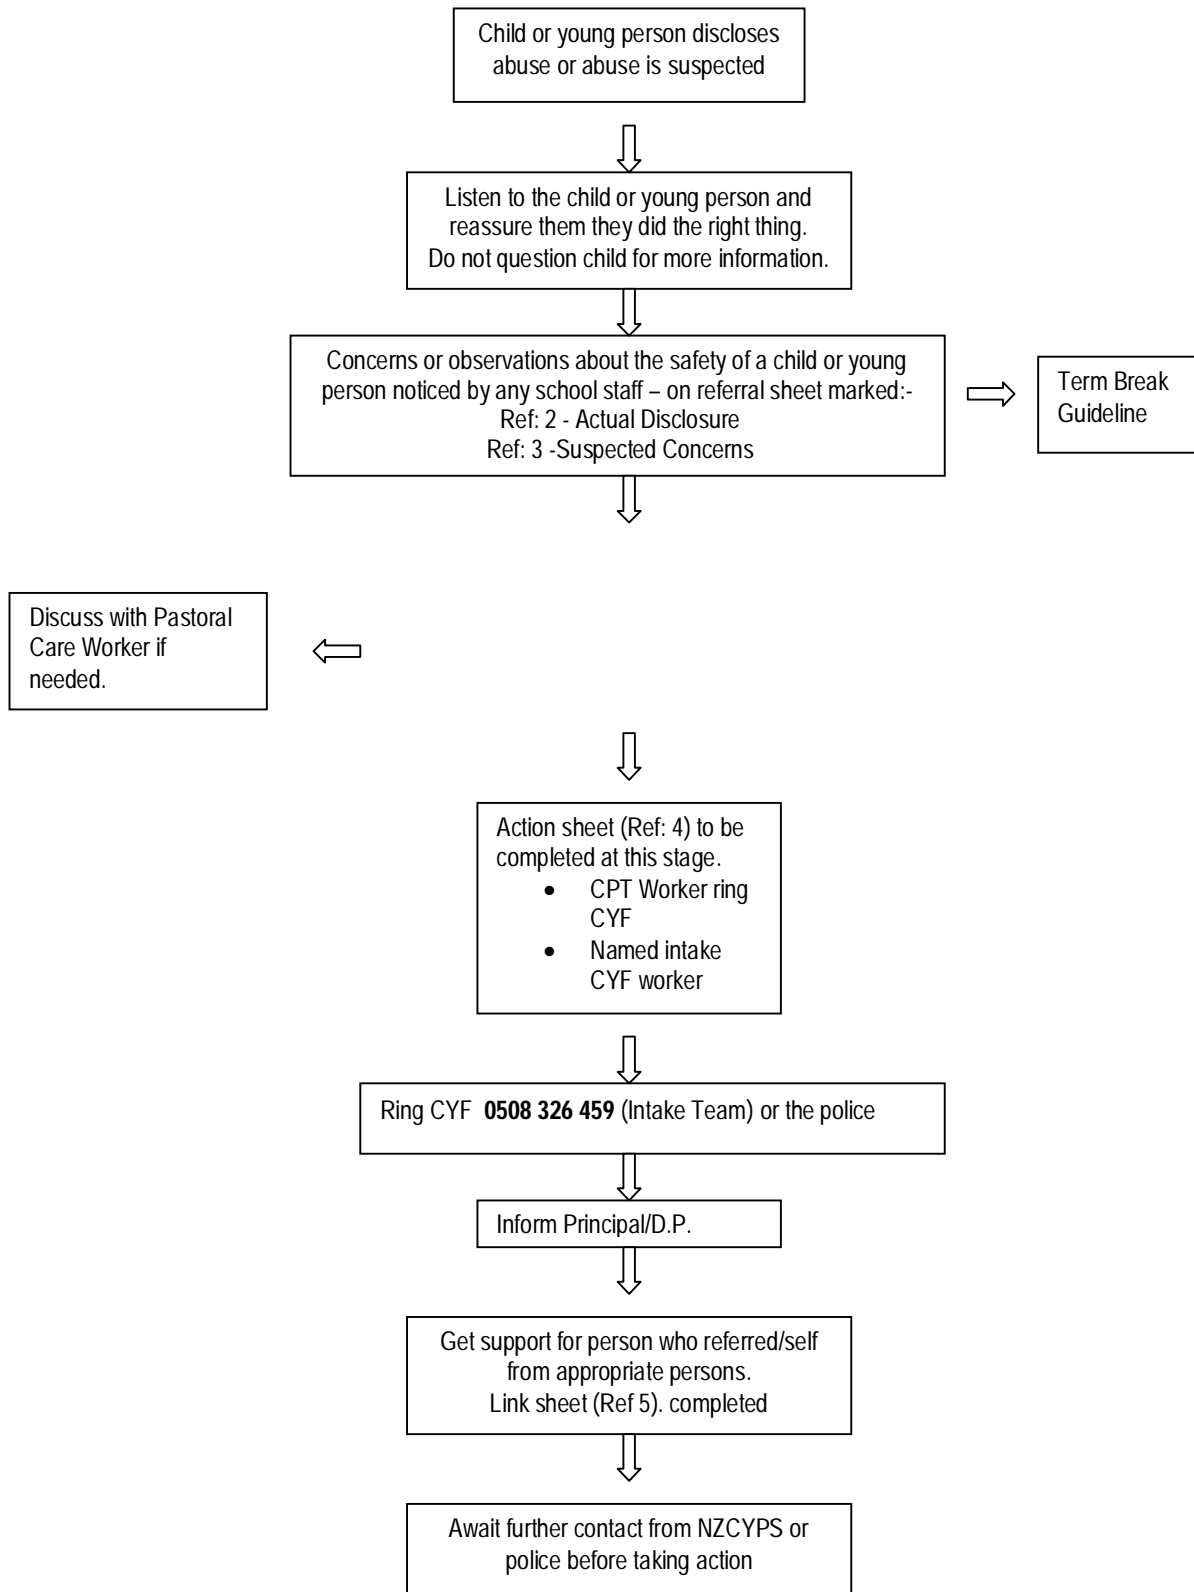 Child or young person discloses
abuse or abuse is suspected
Listen to the child or young person and
reassure them they did the right thing.
Do not question child for more information.
Concerns or observations about the safety of a child or young
person noticed by any school staff – on referral sheet marked:-
Ref: 2 - Actual Disclosure
Ref: 3 -Suspected Concerns
Term Break
Guideline
Discuss with Pastoral
Care Worker if
needed.
Action sheet (Ref: 4) to be
completed at this stage.
• CPT Worker ring
CYF
• Named intake
CYF worker
Ring CYF 0508 326 459 (Intake Team) or the police
Inform Principal/D.P.
Get support for person who referred/self
from appropriate persons.
Link sheet (Ref 5). completed
Await further contact from NZCYPS or
police before taking action